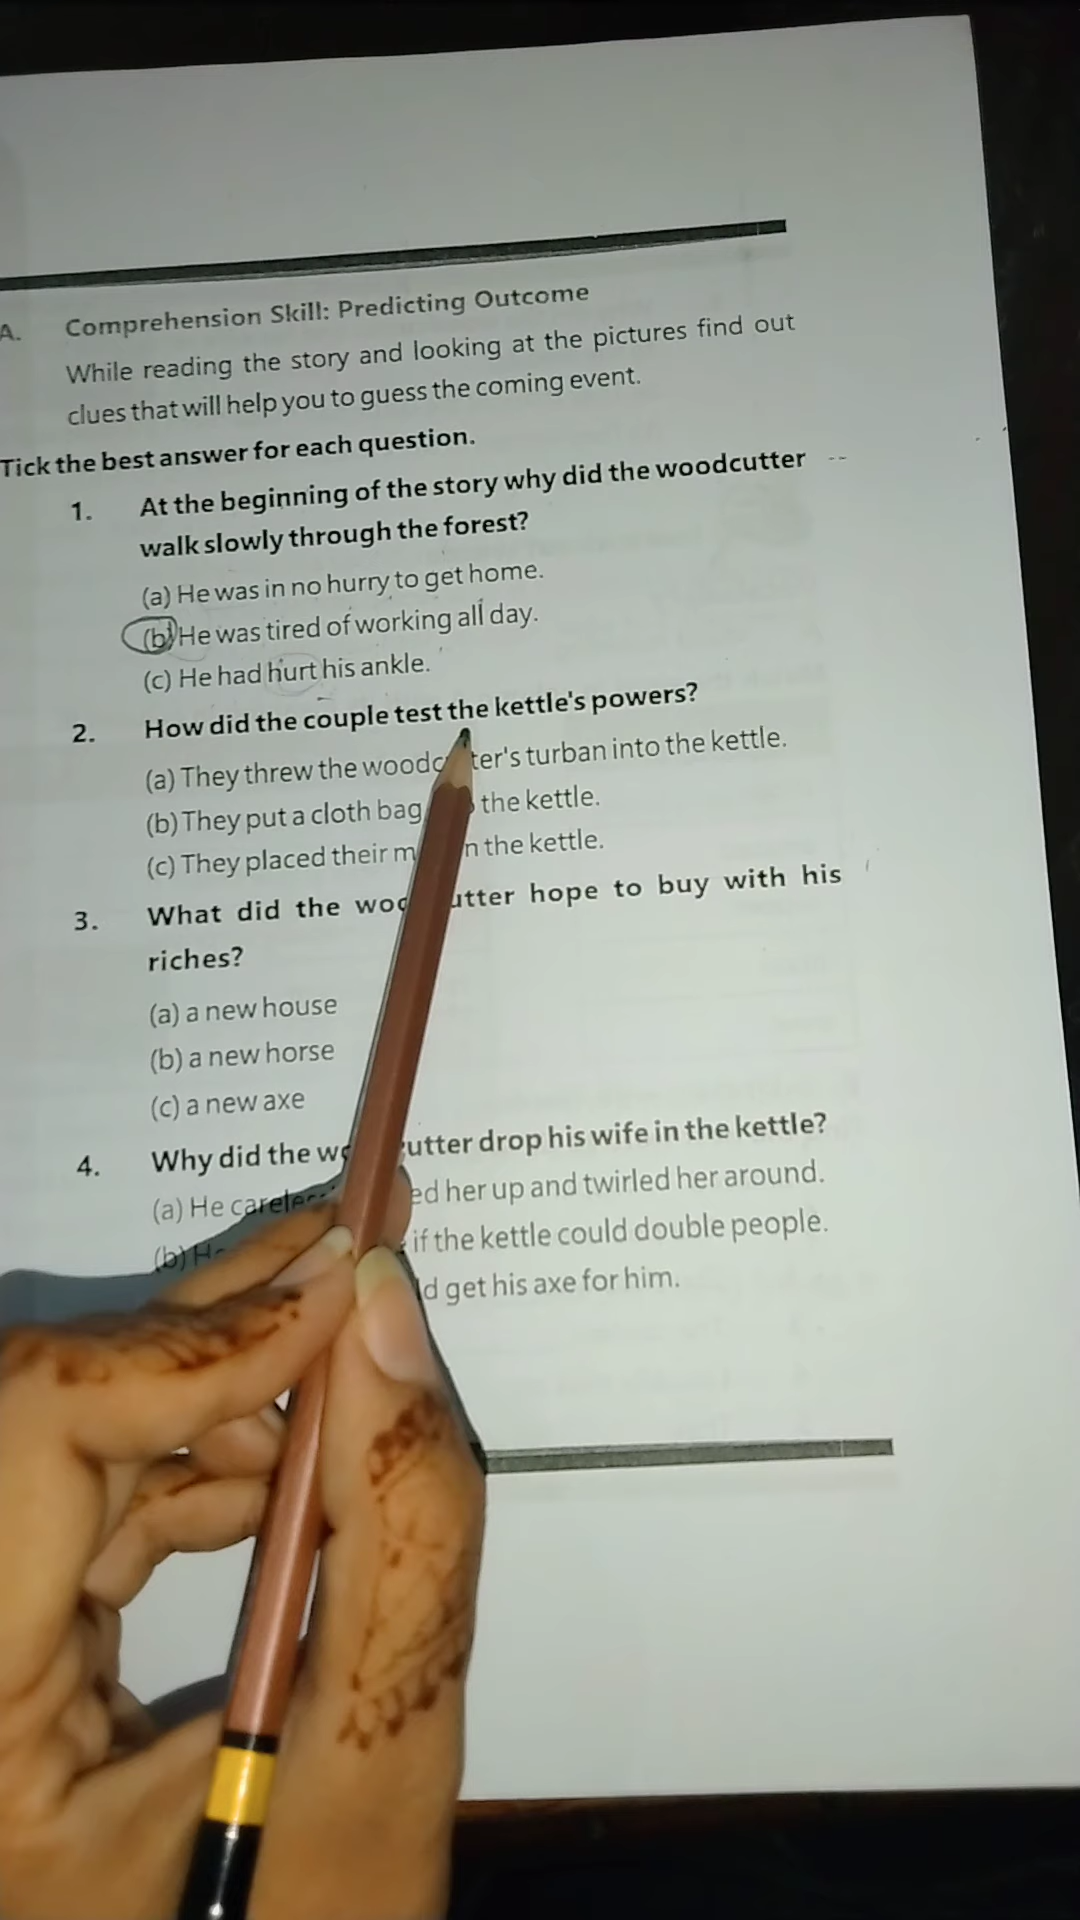 A. Comprehension Skill: Predicting Outcome
While reading the story and looking at the pictures find out
clues that will help you to guess the coming event.
Tick the best answer for each question.
1. At the beginning of the story why did the woodcutter
walk slowly through the forest?
(a) He was in no hurry to get home.
(b) He was tired of working all day.
(c) He had hurt his ankle.
2. How did the couple test the kettle's powers?
(a) They threw the woodcutter's turban into the kettle.
(b) They put a cloth bag the kettle.
(c) They placed their the kettle.
3. What did the woodcutter hope to buy with his
riches?
(a) a new house
(b) a new horse
(c) a new axe
4. Why did the woodcutter drop his wife in the kettle?
(a) He her up and twirled her around.
(b) if the kettle could double people.
get his axe for him.